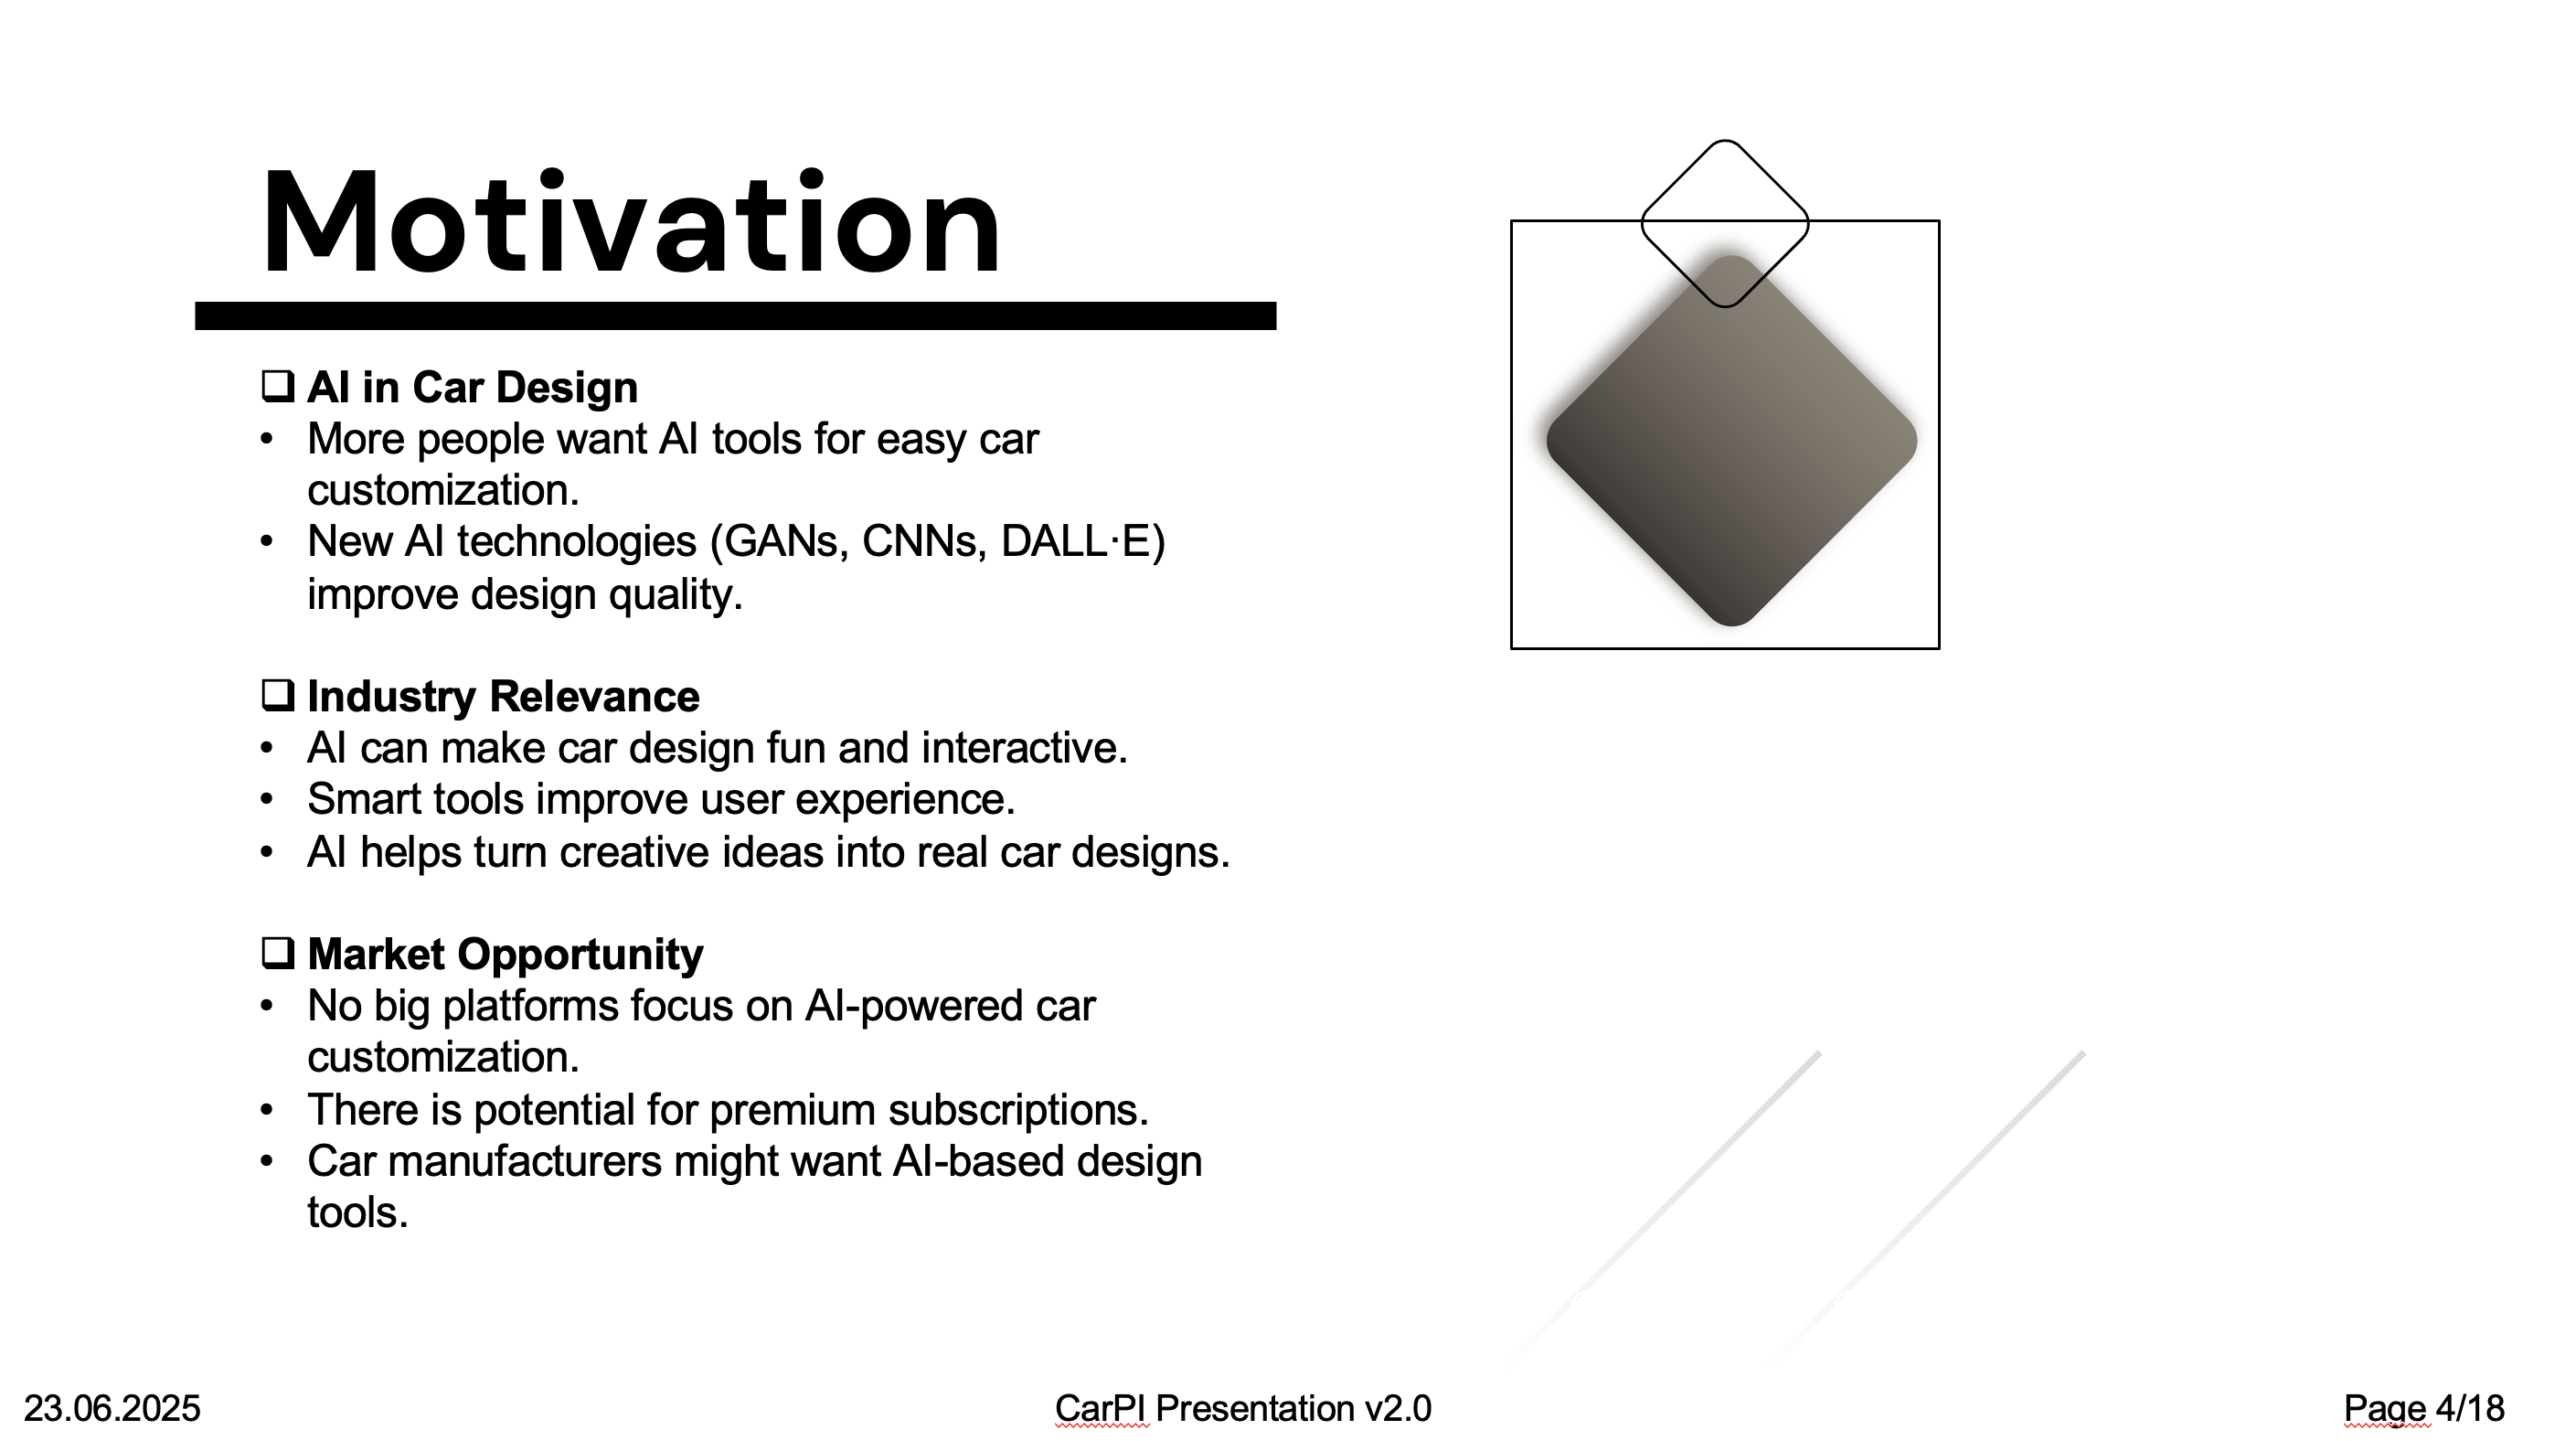 Motivation
❑ AI in Car Design
• More people want AI tools for easy car
customization.
• New AI technologies (GANs, CNNs, DALL·E)
improve design quality.
❑ Industry Relevance
• AI can make car design fun and interactive.
• Smart tools improve user experience.
• AI helps turn creative ideas into real car designs.
❑ Market Opportunity
• No big platforms focus on AI-powered car
customization.
• There is potential for premium subscriptions.
• Car manufacturers might want AI-based design
tools.
23.06.2025
CarPI Presentation v2.0
Page 4/18